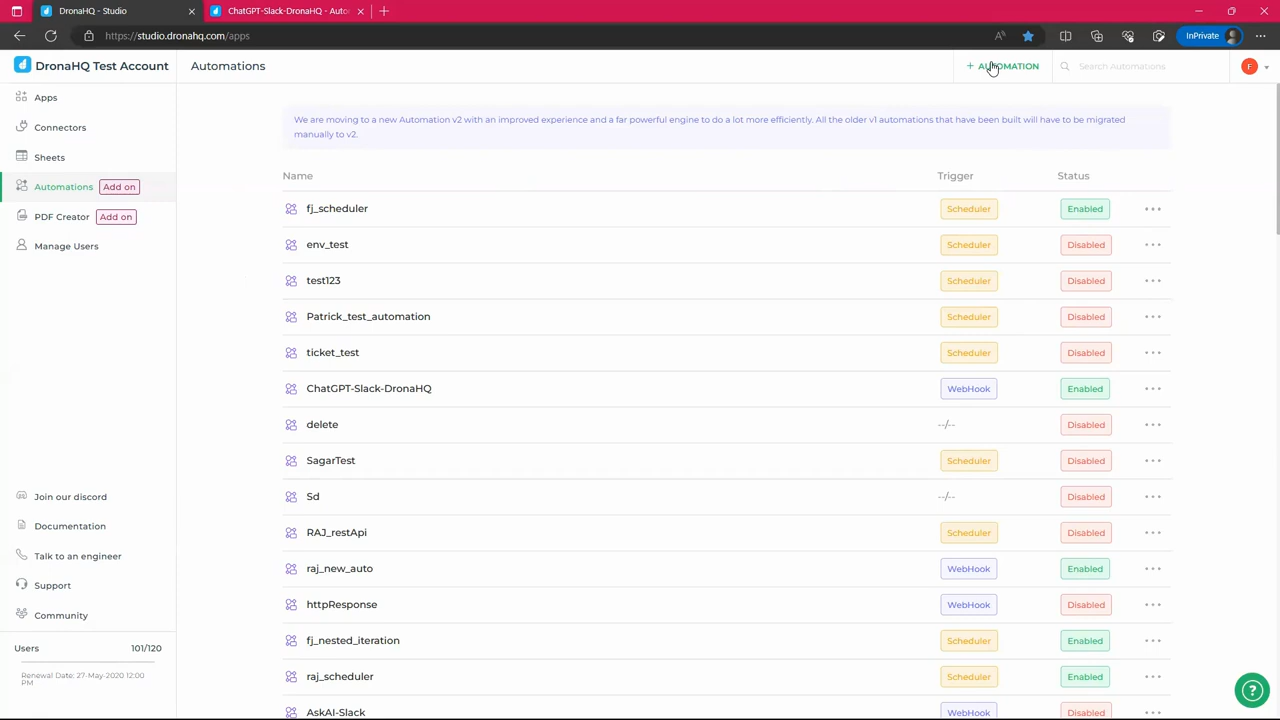 DronaHQ - Studio
ChatGPT-Slack-DronaHQ - Auto
https://studio.dronahq.com/apps
InPrivate
DronaHQ Test Account
Automations
+ AUTOMATION
Search Automations
F
Apps
Connectors
Sheets
Automations Add on
PDF Creator Add on
Manage Users
Join our discord
Documentation
Talk to an engineer
Support
Community
Users 101/120
Renewal Date: 27-May-2020 12:00
PM
We are moving to a new Automation v2 with an improved experience and a far powerful engine to do a lot more efficiently. All the older v1 automations that have been built will have to be migrated
manually to v2.
Name Trigger Status
fj_scheduler Scheduler Enabled
env_test Scheduler Disabled
test123 Scheduler Disabled
Patrick_test_automation Scheduler Disabled
ticket_test Scheduler Disabled
ChatGPT-Slack-DronaHQ WebHook Enabled
delete --/-- Disabled
SagarTest Scheduler Disabled
Sd --/-- Disabled
RAJ_restApi Scheduler Disabled
raj_new_auto WebHook Enabled
httpResponse WebHook Disabled
fj_nested_iteration Scheduler Enabled
raj_scheduler Scheduler Enabled
AskAI-Slack WebHook Disabled
?